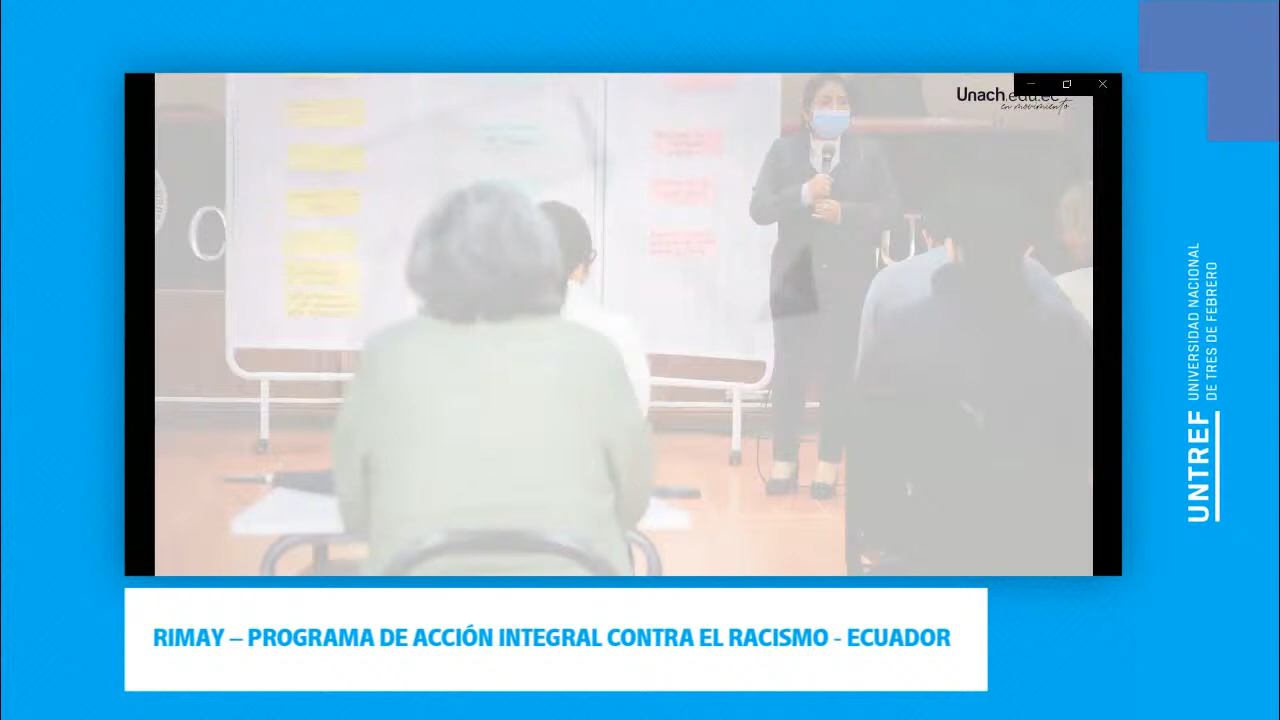 Unach.edu.ec
en movimiento
UNIVERSIDAD NACIONAL
DE TRES DE FEBRERO
UNTREF
RIMAY – PROGRAMA DE ACCIÓN INTEGRAL CONTRA EL RACISMO - ECUADOR